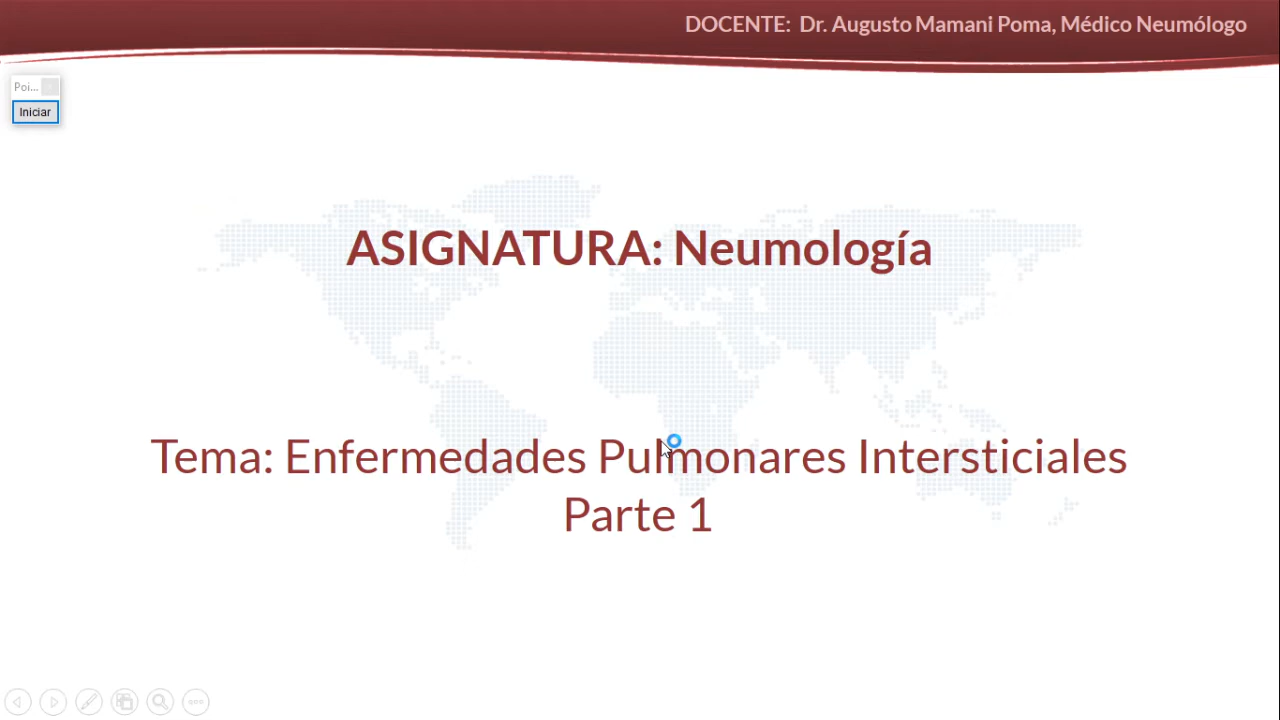 DOCENTE: Dr. Augusto Mamani Poma, Médico Neumólogo
Poi...
Iniciar
ASIGNATURA: Neumología
Tema: Enfermedades Pulmonares Intersticiales
Parte 1